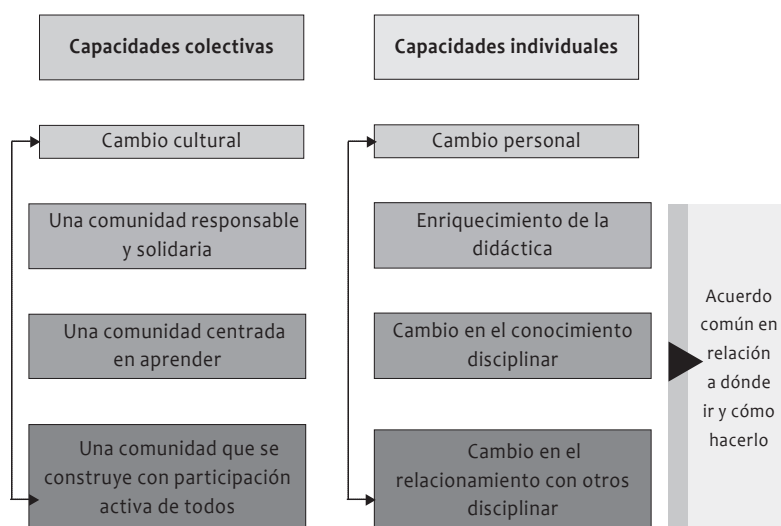 Capacidades colectivas
Cambio cultural
Una comunidad responsable
y solidaria
Una comunidad centrada
en aprender
Una comunidad que se
construye con participación
activa de todos
Capacidades individuales
Cambio personal
Enriquecimiento de la
didáctica
Cambio en el conocimiento
disciplinar
Cambio en el
relacionamiento con otros
disciplinar
Acuerdo
común en
relación
a dónde
ir y cómo
hacerlo